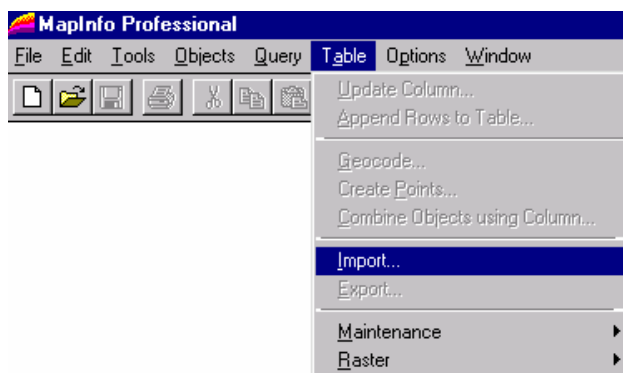 MapInfo Professional
File Edit Tools Objects Query Table Options Window
Update Column...
Append Rows to Table...
Geocode...
Create Points...
Combine Objects using Column...
Import...
Export...
Maintenance
Raster